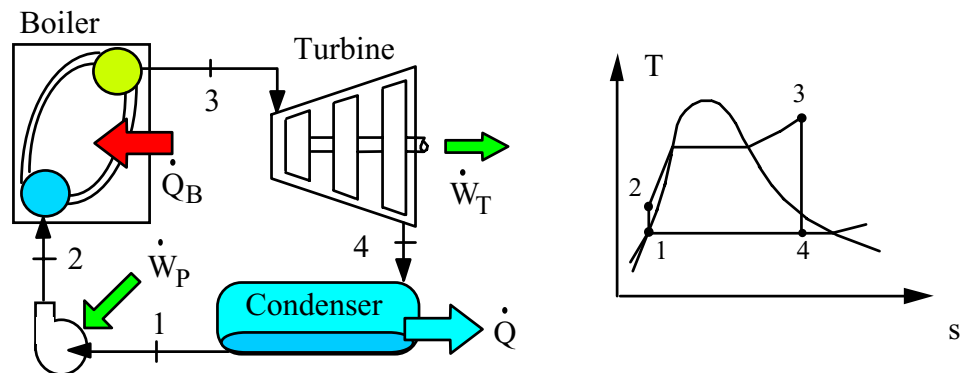 Boiler
Turbine
T
3
3
Q̇B
ẆT
2
4
2
ẆP
1
4
Condenser
1
Q̇
s